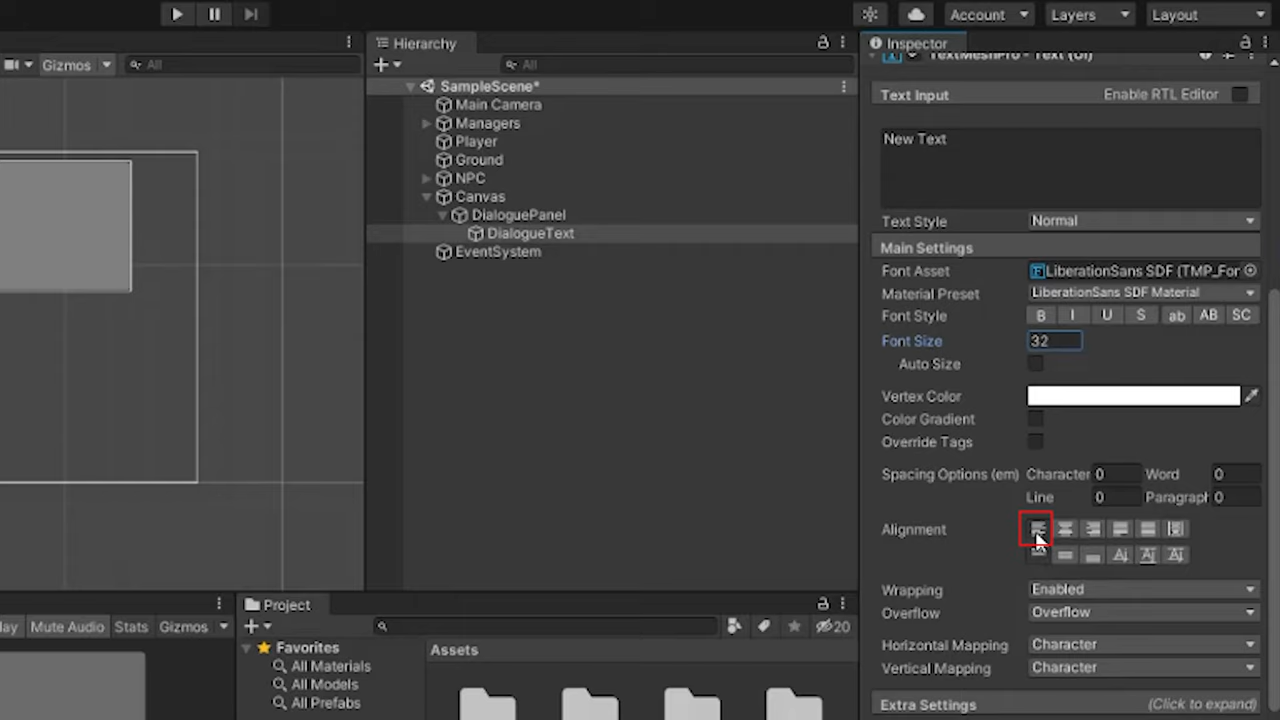 Account
Layers
Layout
Gizmos
All
Hierarchy
All
SampleScene*
Main Camera
Managers
Player
Ground
NPC
Canvas
DialoguePanel
DialogueText
EventSystem
Inspector
TextMeshPro - Text (UI)
Text Input
Enable RTL Editor
New Text
Text Style
Normal
Main Settings
Font Asset
F LiberationSans SDF (TMP_For
Material Preset
LiberationSans SDF Material
Font Style
B I U S ab AB SC
Font Size
32
Auto Size
Vertex Color
Color Gradient
Override Tags
Spacing Options (em) Character 0 Word 0
Line 0 Paragraph 0
Alignment
Wrapping
Enabled
Overflow
Overflow
Horizontal Mapping
Character
Vertical Mapping
Character
Extra Settings
(Click to expand)
lay
Mute Audio
Stats
Gizmos
Project
20
Favorites
All Materials
All Models
All Prefabs
Assets